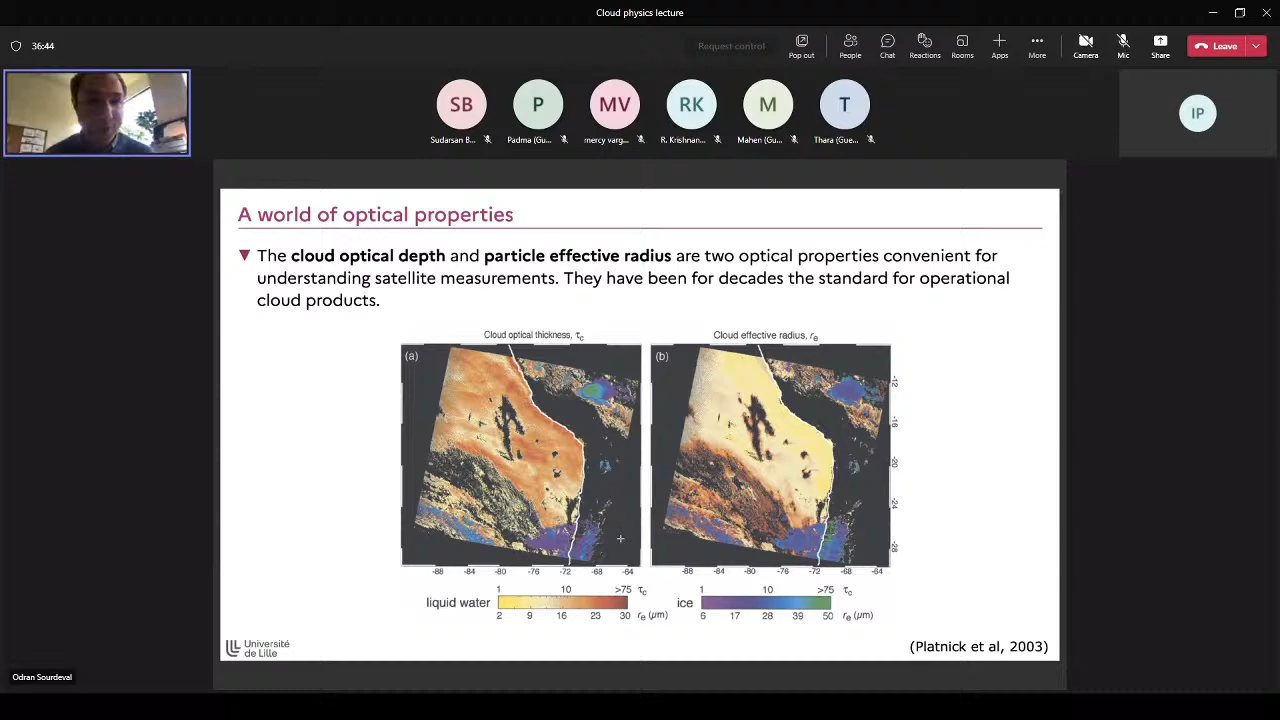 Cloud physics lecture
36:44
Request control
Pop out
People
Chat
Reactions
Rooms
Apps
More
Camera
Mic
Share
Leave
SB
P
MV
RK
M
T
IP
Sudarsan B...
Padma (Gu...
mercy varg...
R. Krishnan...
Mahen (Gu...
Thara (Gue...
A world of optical properties
The cloud optical depth and particle effective radius are two optical properties convenient for
understanding satellite measurements. They have been for decades the standard for operational
cloud products.
Cloud optical thickness, τc
Cloud effective radius, re
(a)
(b)
-12
-16
-20
-24
-28
-88 -84 -80 -76 -72 -68 -64
-88 -84 -80 -76 -72 -68 -64
1 10 >75 τc
liquid water
2 9 16 23 30 re (μm)
1 10 >75 τc
ice
6 17 28 39 50 re (μm)
Université
de Lille
(Platnick et al, 2003)
Odran Sourdeval